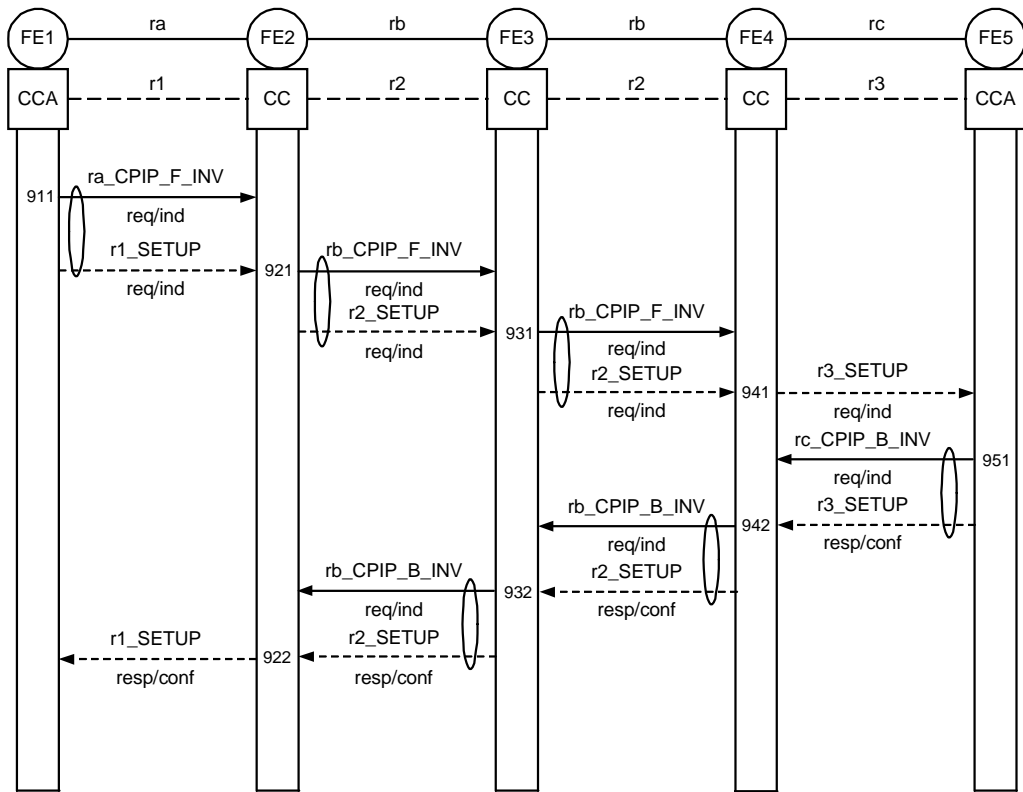 FE1 ra FE2 rb FE3 rb FE4 rc FE5
CCA r1 CC r2 CC r2 CC r3 CCA
ra_CPIP_F_INV
911
req/ind
r1_SETUP rb_CPIP_F_INV
921
req/ind req/ind
r2_SETUP rb_CPIP_F_INV
931
req/ind req/ind
r2_SETUP r3_SETUP
941
req/ind req/ind
rc_CPIP_B_INV
951
req/ind
rb_CPIP_B_INV r3_SETUP
942
req/ind resp/conf
rb_CPIP_B_INV r2_SETUP
932
req/ind resp/conf
r1_SETUP r2_SETUP
922
resp/conf resp/conf